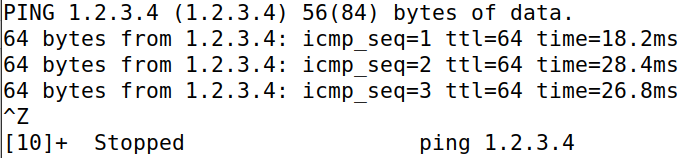 PING 1.2.3.4 (1.2.3.4) 56(84) bytes of data.
64 bytes from 1.2.3.4: icmp_seq=1 ttl=64 time=18.2ms
64 bytes from 1.2.3.4: icmp_seq=2 ttl=64 time=28.4ms
64 bytes from 1.2.3.4: icmp_seq=3 ttl=64 time=26.8ms
^Z
[10]+  Stopped                 ping 1.2.3.4